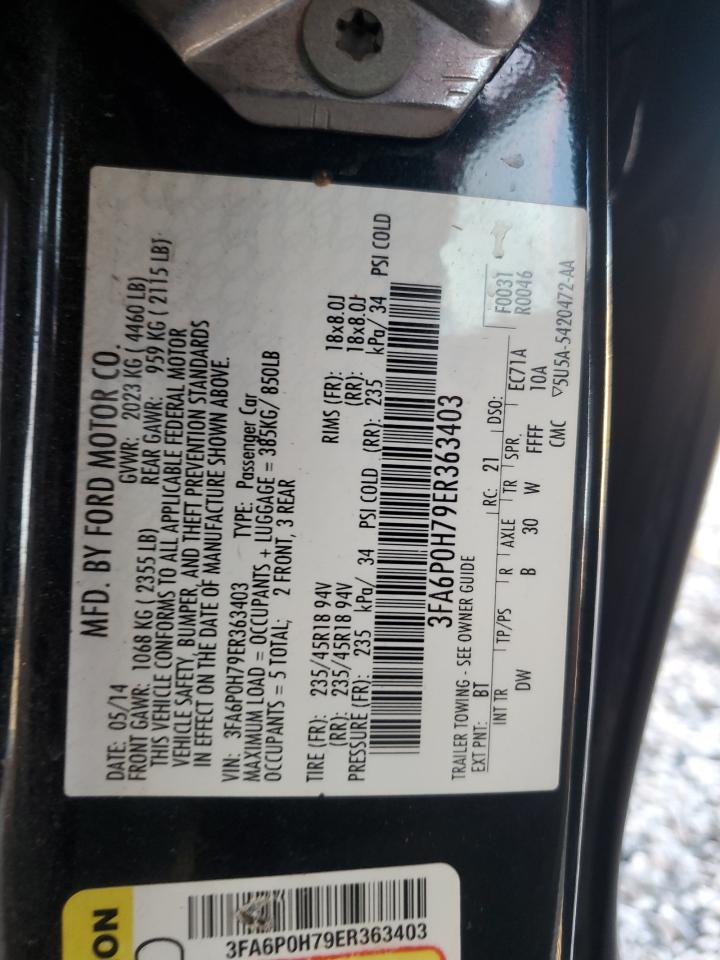 MFD. BY FORD MOTOR CO.
DATE: 05/14 GVWR: 2023 KG ( 4460 LB)
FRONT GAWR: 1068 KG ( 2355 LB) REAR GAWR: 959 KG ( 2115 LB)
THIS VEHICLE CONFORMS TO ALL APPLICABLE FEDERAL MOTOR
VEHICLE SAFETY, BUMPER, AND THEFT PREVENTION STANDARDS
IN EFFECT ON THE DATE OF MANUFACTURE SHOWN ABOVE.
VIN: 3FA6P0H79ER363403 TYPE: Passenger Car
MAXIMUM LOAD = OCCUPANTS + LUGGAGE = 385KG/ 850LB
OCCUPANTS = 5 TOTAL; 2 FRONT, 3 REAR
TIRE (FR): 235/45R18 94V RIMS (FR): 18x8.0J
(RR): 235/45R18 94V (RR): 18x8.0J
PRESSURE (FR): 235 kPa/ 34 PSI COLD (RR): 235 kPa/ 34 PSI COLD
3FA6P0H79ER363403
TRAILER TOWING - SEE OWNER GUIDE
EXT PNT: BT RC: 21 DSO: F0031
INT TR TP/PS R AXLE TR SPR. EC71A R0046
DW B 30 W FFFF 10A
CMC ▽5U5A-5420472-AA
ON
3FA6P0H79ER363403